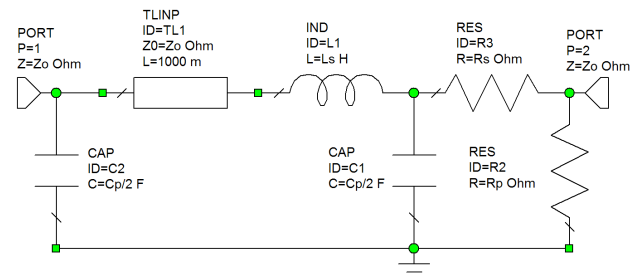 PORT
P=1
Z=Zo Ohm
TLINP
ID=TL1
Z0=Zo Ohm
L=1000 m
IND
ID=L1
L=Ls H
RES
ID=R3
R=Rs Ohm
PORT
P=2
Z=Zo Ohm
CAP
ID=C2
C=Cp/2 F
CAP
ID=C1
C=Cp/2 F
RES
ID=R2
R=Rp Ohm